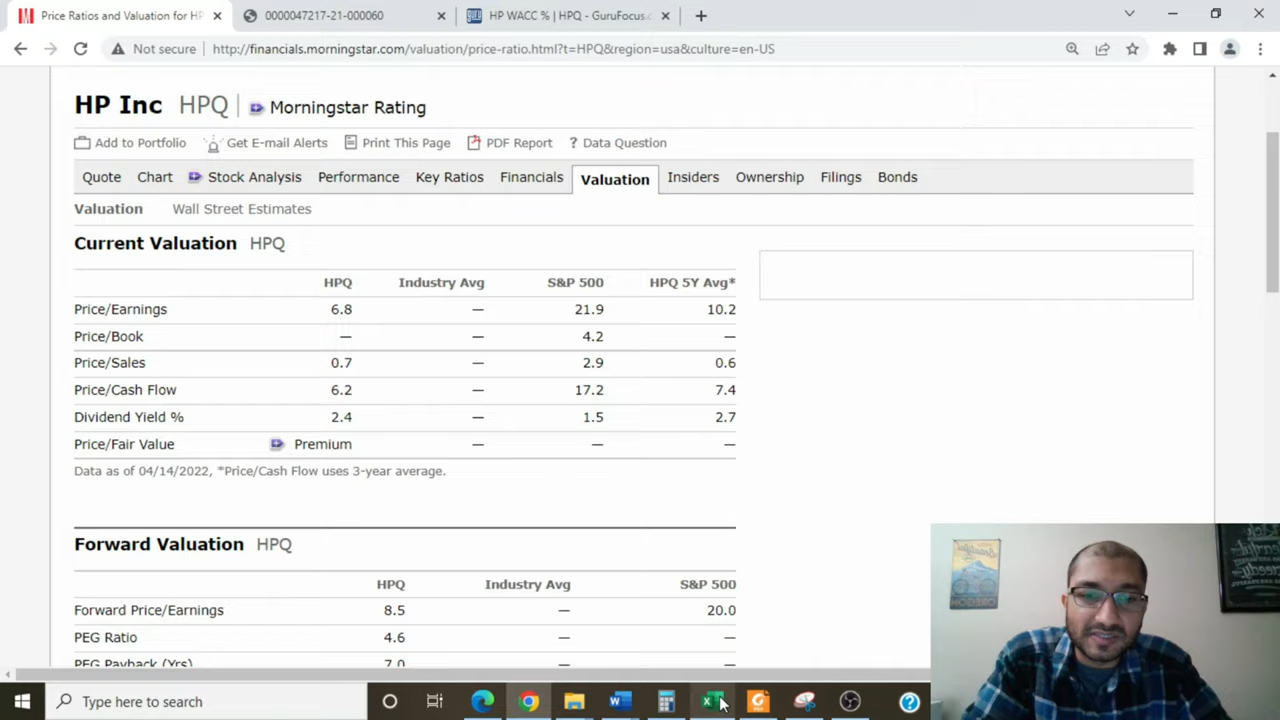 Price Ratios and Valuation for HP
0000047217-21-000060
HP WACC % | HPQ - GuruFocus.c
Not secure
http://financials.morningstar.com/valuation/price-ratio.html?t=HPQ&region=usa&culture=en-US
HP Inc HPQ Morningstar Rating
Add to Portfolio Get E-mail Alerts Print This Page PDF Report ? Data Question
Quote Chart Stock Analysis Performance Key Ratios Financials Valuation Insiders Ownership Filings Bonds
Valuation Wall Street Estimates
Current Valuation HPQ
HPQ Industry Avg S&P 500 HPQ 5Y Avg*
Price/Earnings 6.8 — 21.9 10.2
Price/Book — — 4.2 —
Price/Sales 0.7 — 2.9 0.6
Price/Cash Flow 6.2 — 17.2 7.4
Dividend Yield % 2.4 — 1.5 2.7
Price/Fair Value Premium — — —
Data as of 04/14/2022, *Price/Cash Flow uses 3-year average.
Forward Valuation HPQ
HPQ Industry Avg S&P 500
Forward Price/Earnings 8.5 — 20.0
PEG Ratio 4.6 — —
PEG Payback (Yrs) 7.0 — —
Type here to search